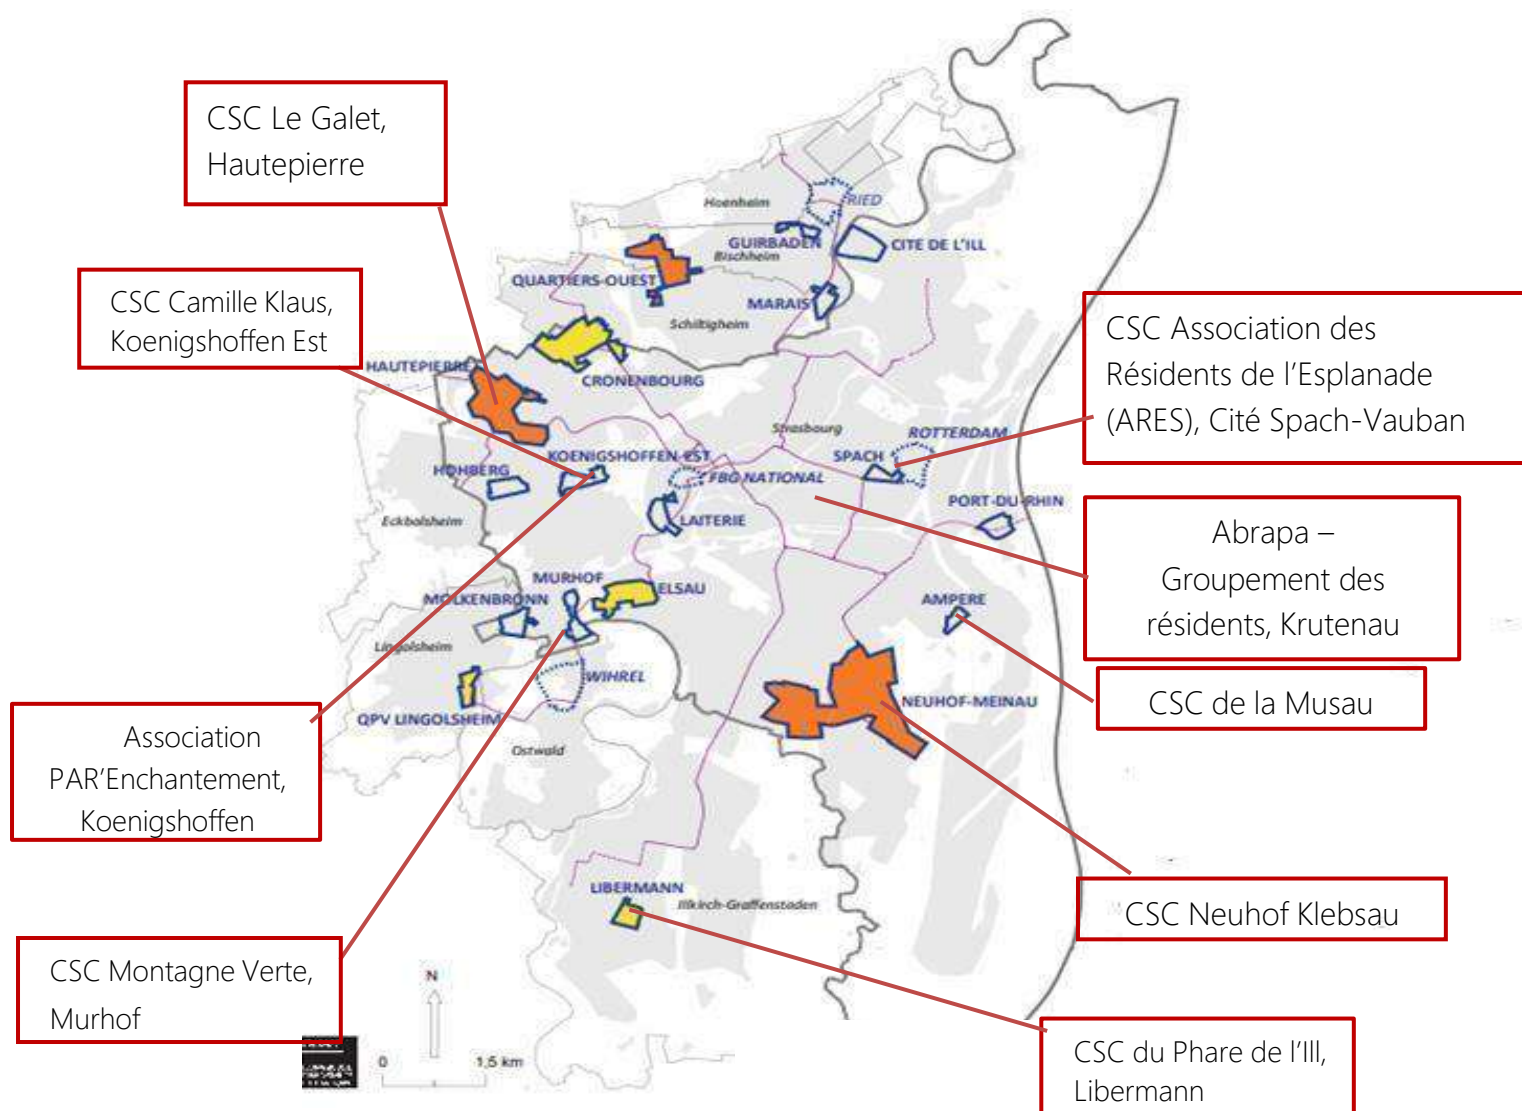 CSC Le Galet,
Hautepierre
CSC Camille Klaus,
Koenigshoffen Est
Association
PAR’Enchantement,
Koenigshoffen
CSC Montagne Verte,
Murhof
CSC Association des
Résidents de l’Esplanade
(ARES), Cité Spach-Vauban
Abrapa –
Groupement des
résidents, Krutenau
CSC de la Musau
CSC Neuhof Klebsau
CSC du Phare de l’Ill,
Libermann
RIED
Hoenheim
GUIRBADEN
CITE DE L’ILL
Bischheim
QUARTIERS-OUEST
MARAIS
Schiltigheim
HAUTEPIERRE
CRONENBOURG
Strasbourg
ROTTERDAM
SPACH
KOENIGSHOFFEN-EST
HOHBERG
FBG NATIONAL
PORT-DU-RHIN
LAITERIE
Eckbolsheim
MURHOF
ELSAU
MOLKENBRONN
AMPERE
Lingolsheim
WIHREL
NEUHOF-MEINAU
QPV LINGOLSHEIM
Ostwald
LIBERMANN
Illkirch-Graffenstaden
N
0
1,5 km